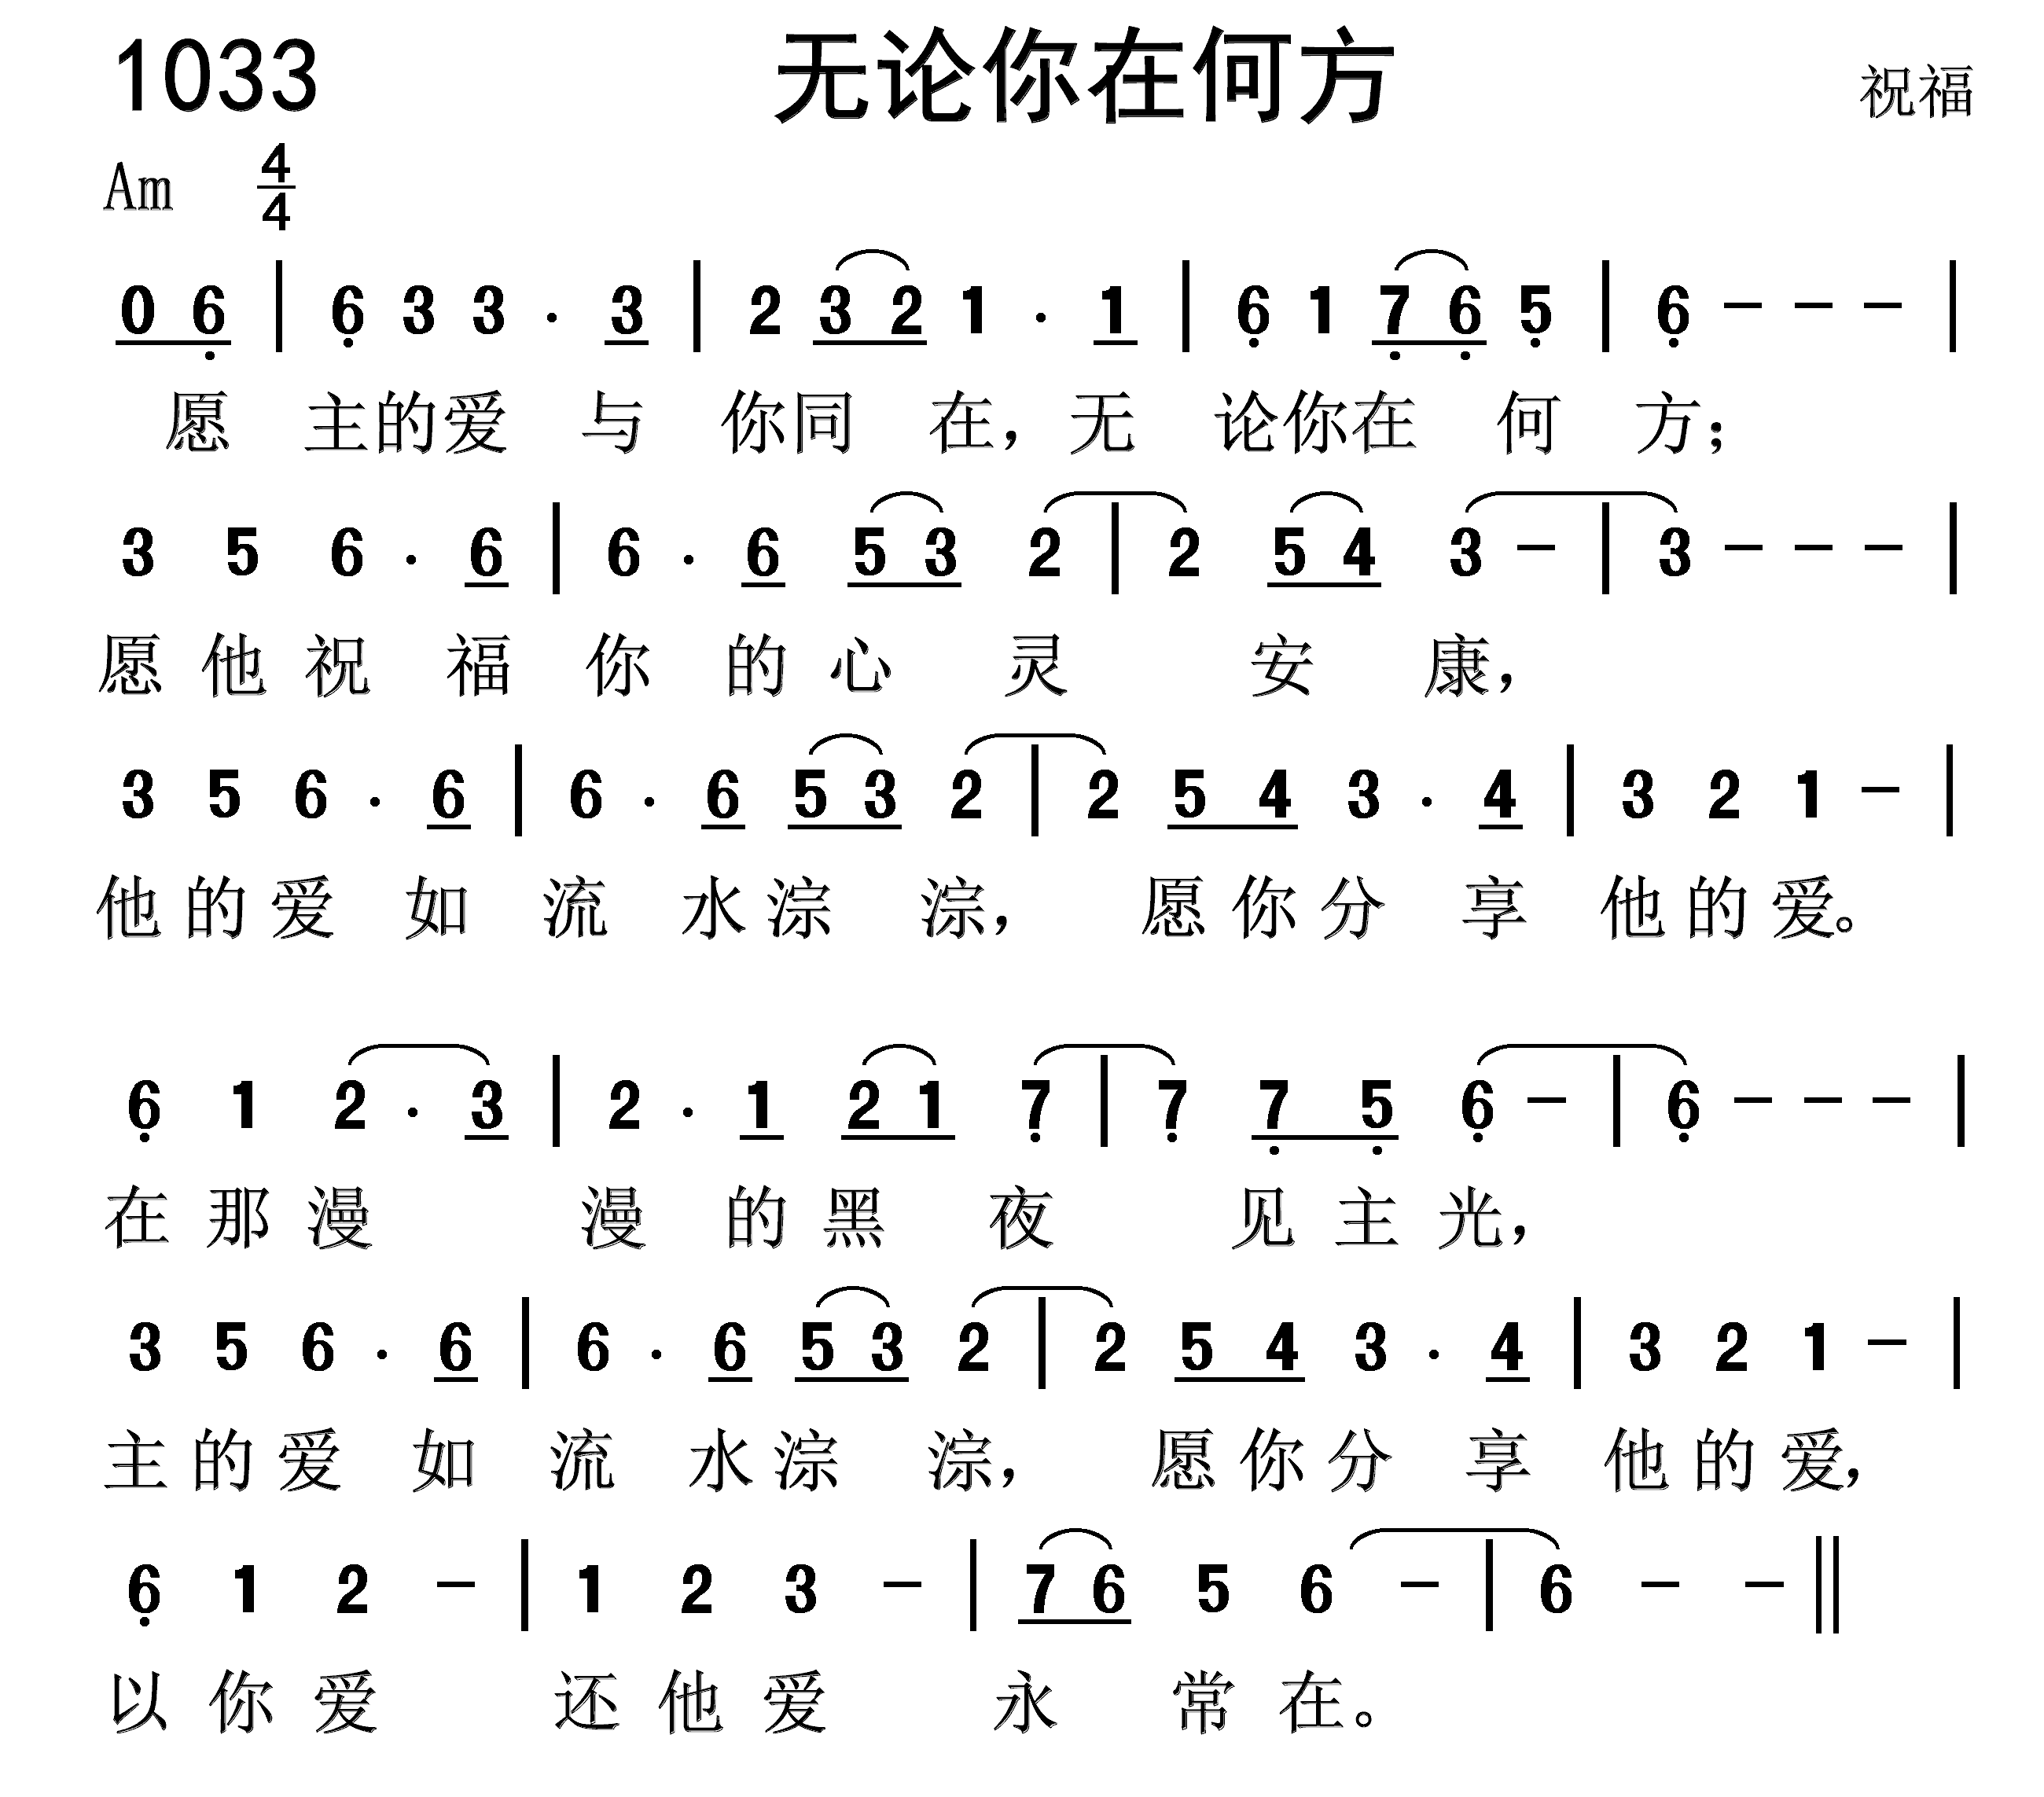 1033 无论你在何方 祝福
Am 4/4
0 6 | 6 3 3 . 3 | 2 3 2 1 . 1 | 6 1 7 6 5 | 6 - - - |
愿 主的爱 与 你同 在，无 论你在 何 方；
3 5 6 . 6 | 6 . 6 5 3 2 | 2 5 4 3 - | 3 - - - |
愿 他 祝 福 你 的 心 灵 安 康，
3 5 6 . 6 | 6 . 6 5 3 2 | 2 5 4 3 . 4 | 3 2 1 - |
他 的 爱 如 流 水 淙 淙， 愿 你 分 享 他 的 爱。
6 1 2 . 3 | 2 . 1 2 1 7 | 7 7 5 6 - | 6 - - - |
在 那 漫 漫 的 黑 夜 见 主 光，
3 5 6 . 6 | 6 . 6 5 3 2 | 2 5 4 3 . 4 | 3 2 1 - |
主 的 爱 如 流 水 淙 淙， 愿 你 分 享 他 的 爱，
6 1 2 - | 1 2 3 - | 7 6 5 6 - | 6 - - ||
以 你 爱 还 他 爱 永 常 在。